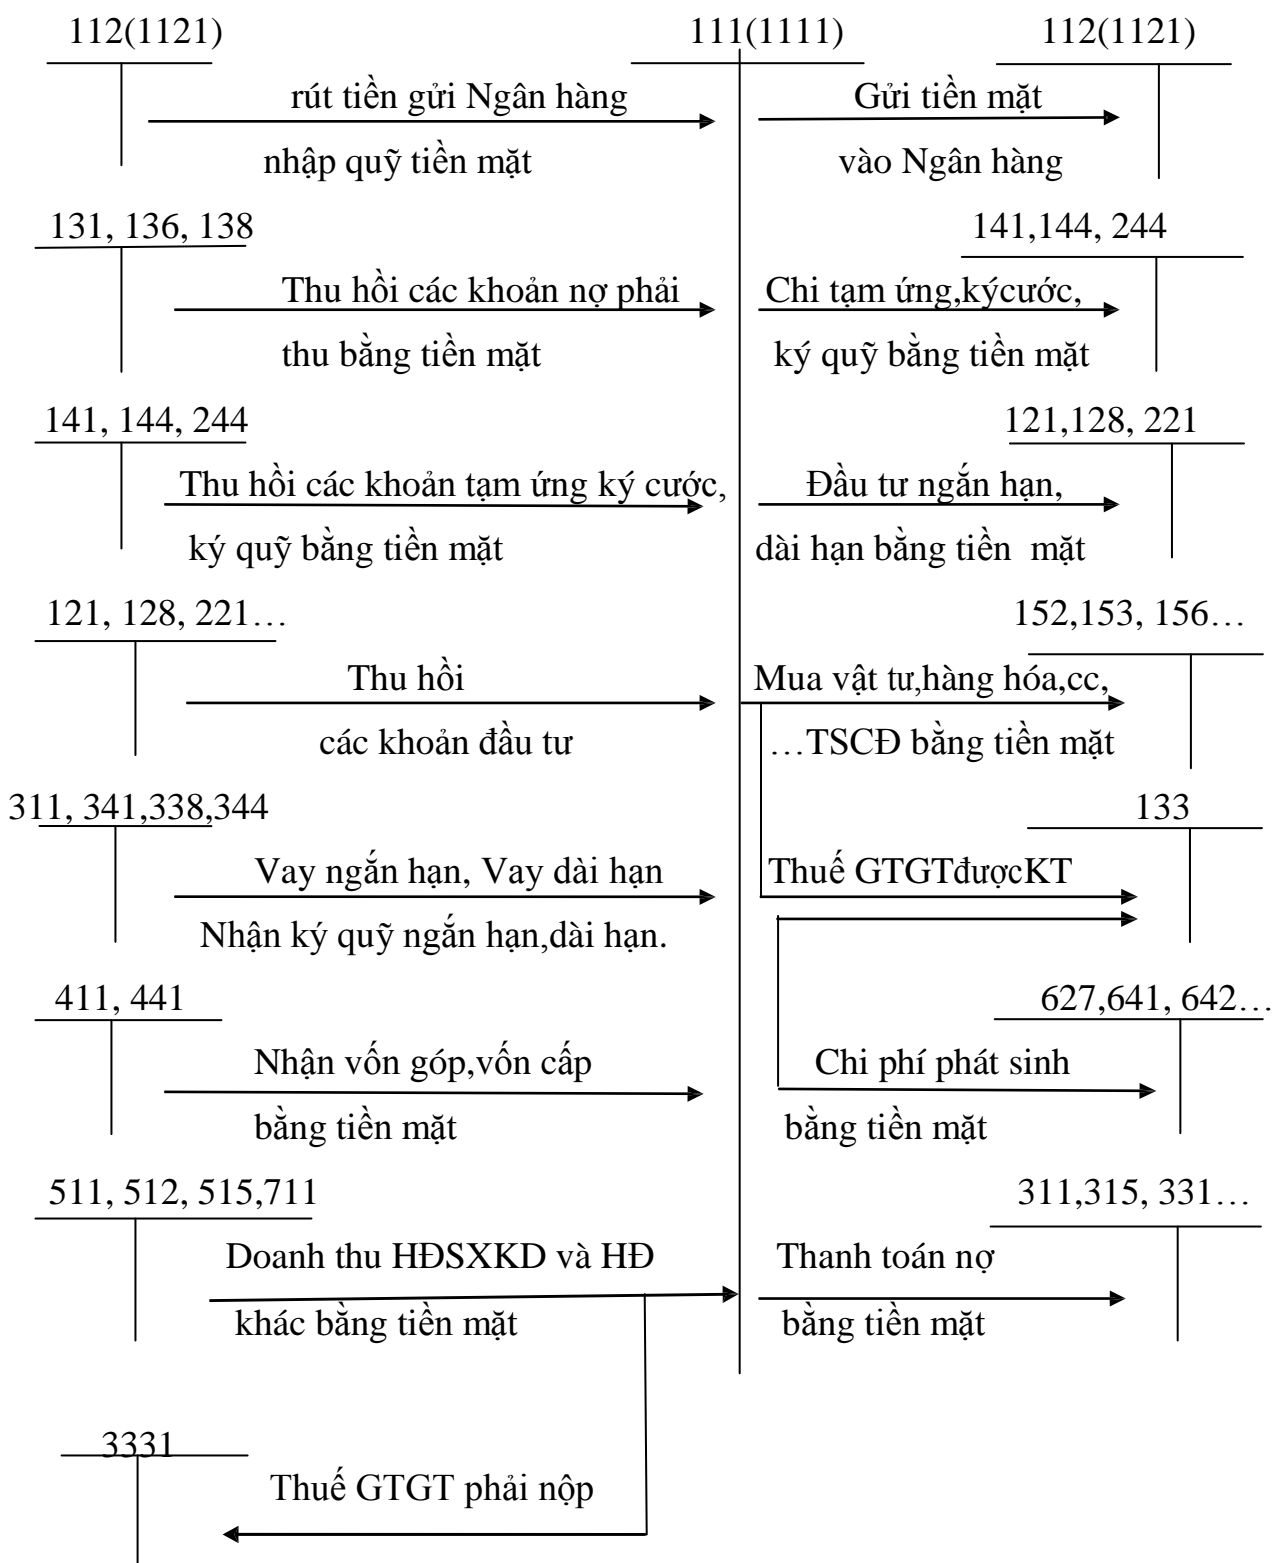 112(1121)
111(1111)
112(1121)
rút tiền gửi Ngân hàng
nhập quỹ tiền mặt
Gửi tiền mặt
vào Ngân hàng
131, 136, 138
141,144, 244
Thu hồi các khoản nợ phải
thu bằng tiền mặt
Chi tạm ứng,kýcước,
ký quỹ bằng tiền mặt
141, 144, 244
121,128, 221
Thu hồi các khoản tạm ứng ký cước,
ký quỹ bằng tiền mặt
Đầu tư ngắn hạn,
dài hạn bằng tiền mặt
121, 128, 221…
152,153, 156…
Thu hồi
các khoản đầu tư
Mua vật tư,hàng hóa,cc,
…TSCĐ bằng tiền mặt
311, 341,338,344
133
Vay ngắn hạn, Vay dài hạn
Nhận ký quỹ ngắn hạn,dài hạn.
Thuế GTGTđượcKT
411, 441
627,641, 642…
Nhận vốn góp,vốn cấp
bằng tiền mặt
Chi phí phát sinh
bằng tiền mặt
511, 512, 515,711
311,315, 331…
Doanh thu HĐSXKD và HĐ
khác bằng tiền mặt
Thanh toán nợ
bằng tiền mặt
3331
Thuế GTGT phải nộp